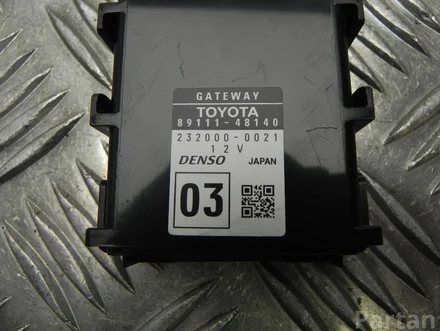 GATEWAY
TOYOTA
89111-48140
232000-0021
12V
DENSO JAPAN
03
Partan